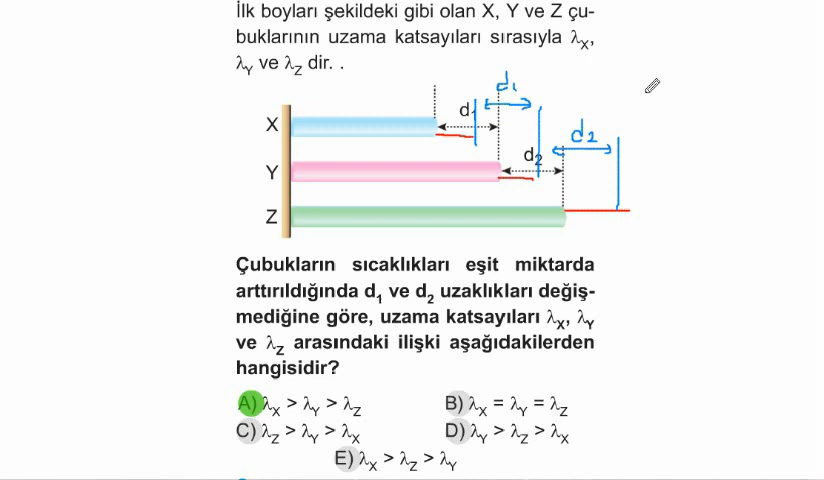 İlk boyları şekildeki gibi olan X, Y ve Z çu-
buklarının uzama katsayıları sırasıyla λX,
λY ve λZ dir. .
d1
X
d1
d2
Y
d2
Z
Çubukların sıcaklıkları eşit miktarda
arttırıldığında d1 ve d2 uzaklıkları değiş-
mediğine göre, uzama katsayıları λX, λY
ve λZ arasındaki ilişki aşağıdakilerden
hangisidir?
A) λX > λY > λZ
B) λX = λY = λZ
C) λZ > λY > λX
D) λY > λZ > λX
E) λX > λZ > λY